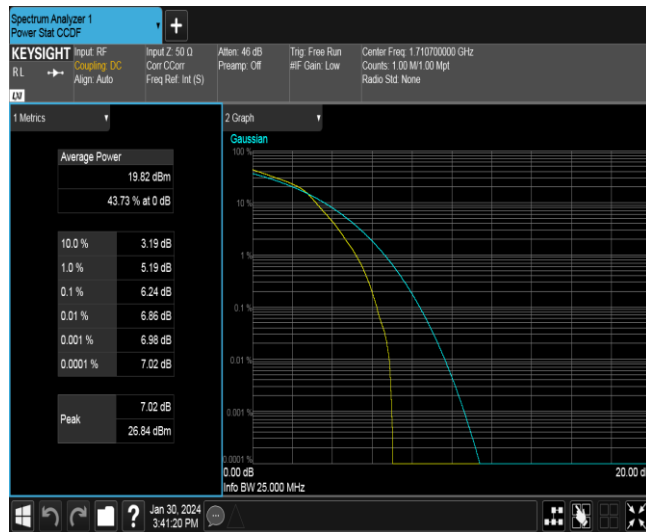 Spectrum Analyzer 1
Power Stat CCDF
+
KEYSIGHT
RL
LXI
Input: RF
Coupling: DC
Align: Auto
Input Z: 50 Ω
Corr CCorr
Freq Ref: Int (S)
Atten: 46 dB
Preamp: Off
Trig: Free Run
#IF Gain: Low
Center Freq: 1.710700000 GHz
Counts: 1.00 M/1.00 Mpt
Radio Std: None
1 Metrics
Average Power
19.82 dBm
43.73 % at 0 dB
10.0 % 3.19 dB
1.0 % 5.19 dB
0.1 % 6.24 dB
0.01 % 6.86 dB
0.001 % 6.98 dB
0.0001 % 7.02 dB
Peak
7.02 dB
26.84 dBm
2 Graph
Gaussian
100 %
10 %
1 %
0.1 %
0.01 %
0.001 %
0.0001 %
0.00 dB
20.00 d
Info BW 25.000 MHz
?
Jan 30, 2024
3:41:20 PM